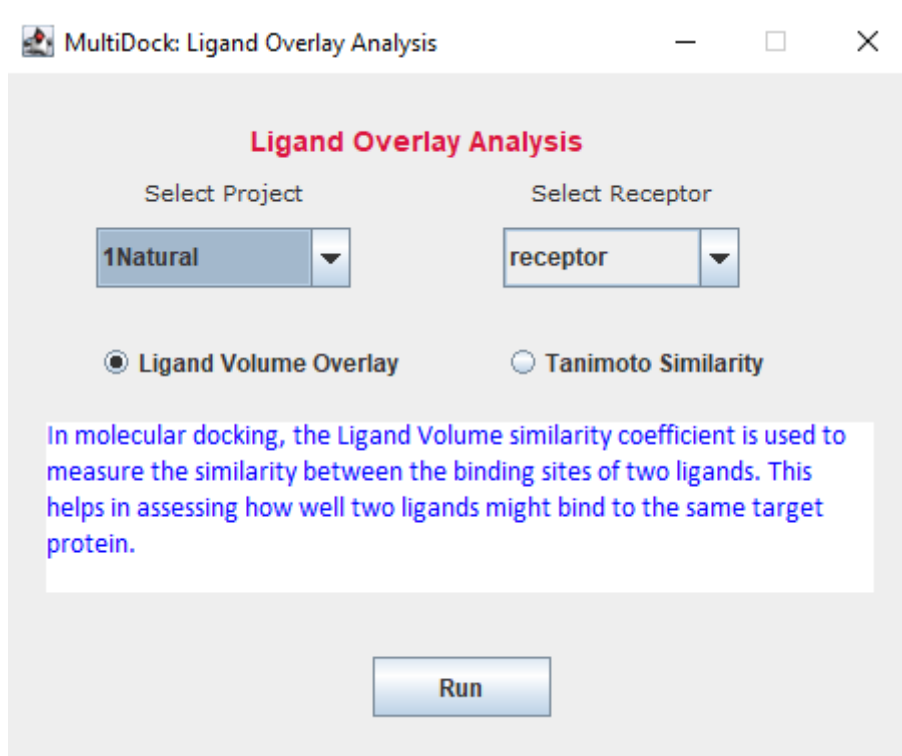 MultiDock: Ligand Overlay Analysis
Ligand Overlay Analysis
Select Project
Select Receptor
1Natural
receptor
Ligand Volume Overlay
Tanimoto Similarity
In molecular docking, the Ligand Volume similarity coefficient is used to
measure the similarity between the binding sites of two ligands. This
helps in assessing how well two ligands might bind to the same target
protein.
Run